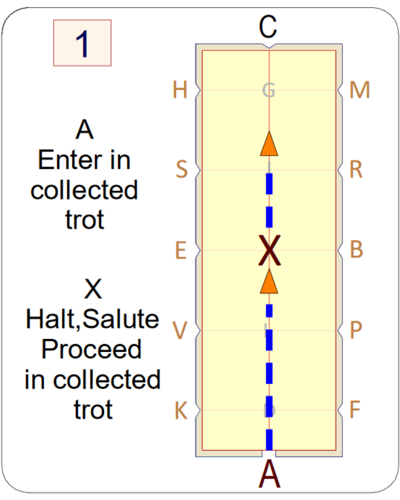 1
C
H G M
A
Enter in
collected
trot
S I R
E X B
X
Halt,Salute
Proceed
in collected
trot
V L P
K D F
A